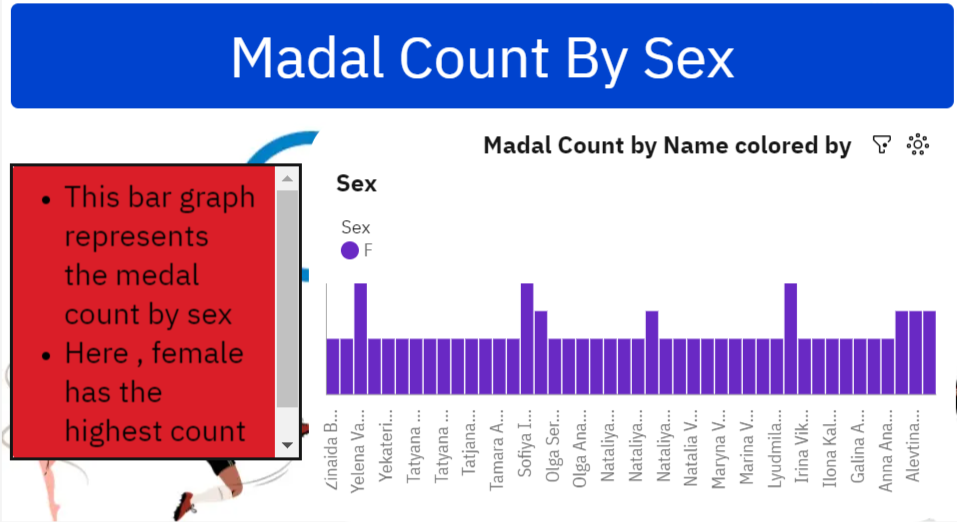 Madal Count By Sex
• This bar graph
represents
the medal
count by sex
• Here , female
has the
highest count
Madal Count by Name colored by
Sex
Sex
F
Zinaida B...
Yelena Va...
Yekateri...
Tatyana ...
Tatyana ...
Tatjana...
Tamara A...
Sofiya I...
Olga Ser...
Olga Ana...
Nataliya...
Nataliya...
Nataliya...
Natalia V...
Maryna V...
Marina V...
Lyudmila...
Irina Vik...
Ilona Kal...
Galina A...
Anna Ana...
Alevtina...